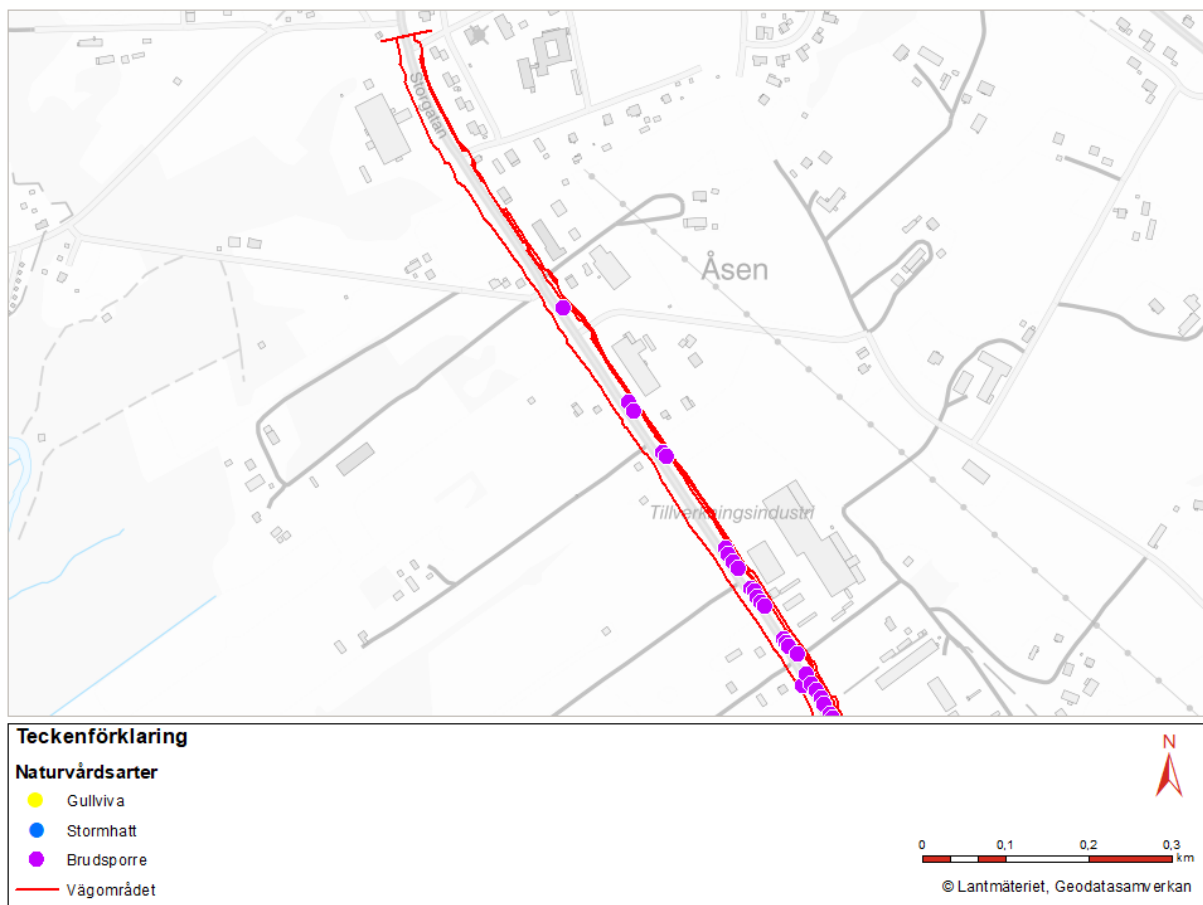 Storgatan
Åsen
Tillverkningsindustri
Teckenförklaring
Naturvårdsarter
Gullviva
Stormhatt
Brudsporre
Vägområdet
N
0 0,1 0,2 0,3
km
© Lantmäteriet, Geodatasamverkan